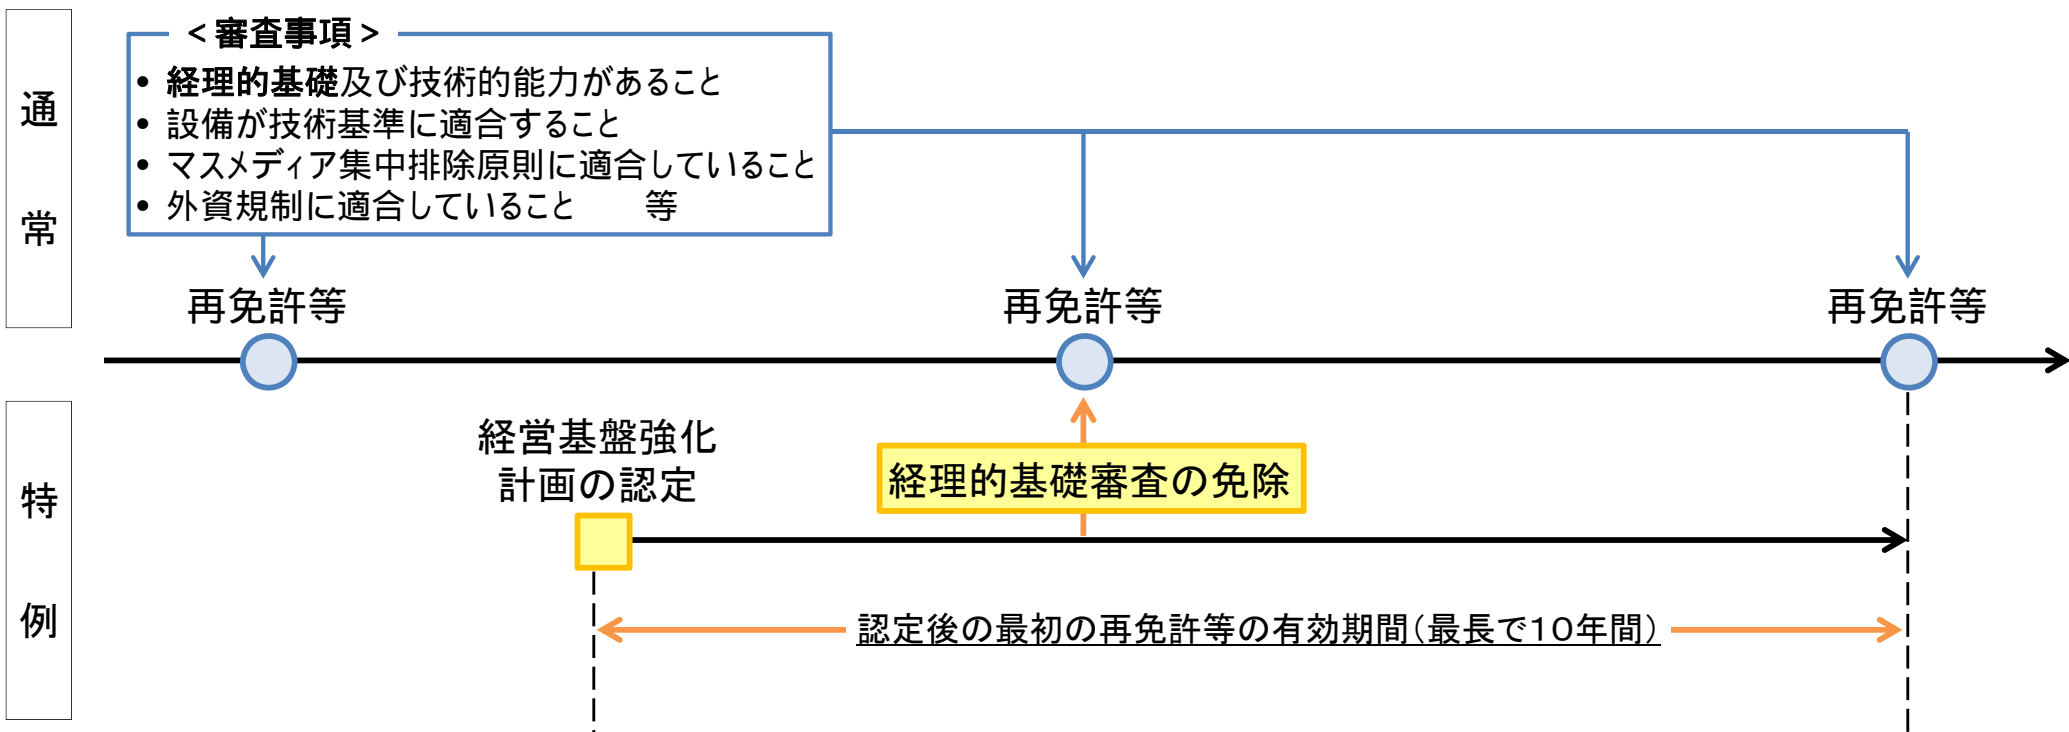 通常
＜審査事項＞
• 経理的基礎及び技術的能力があること
• 設備が技術基準に適合すること
• マスメディア集中排除原則に適合していること
• 外資規制に適合していること　　等
再免許等
再免許等
再免許等
特例
経営基盤強化
計画の認定
経理的基礎審査の免除
認定後の最初の再免許等の有効期間（最長で１０年間）